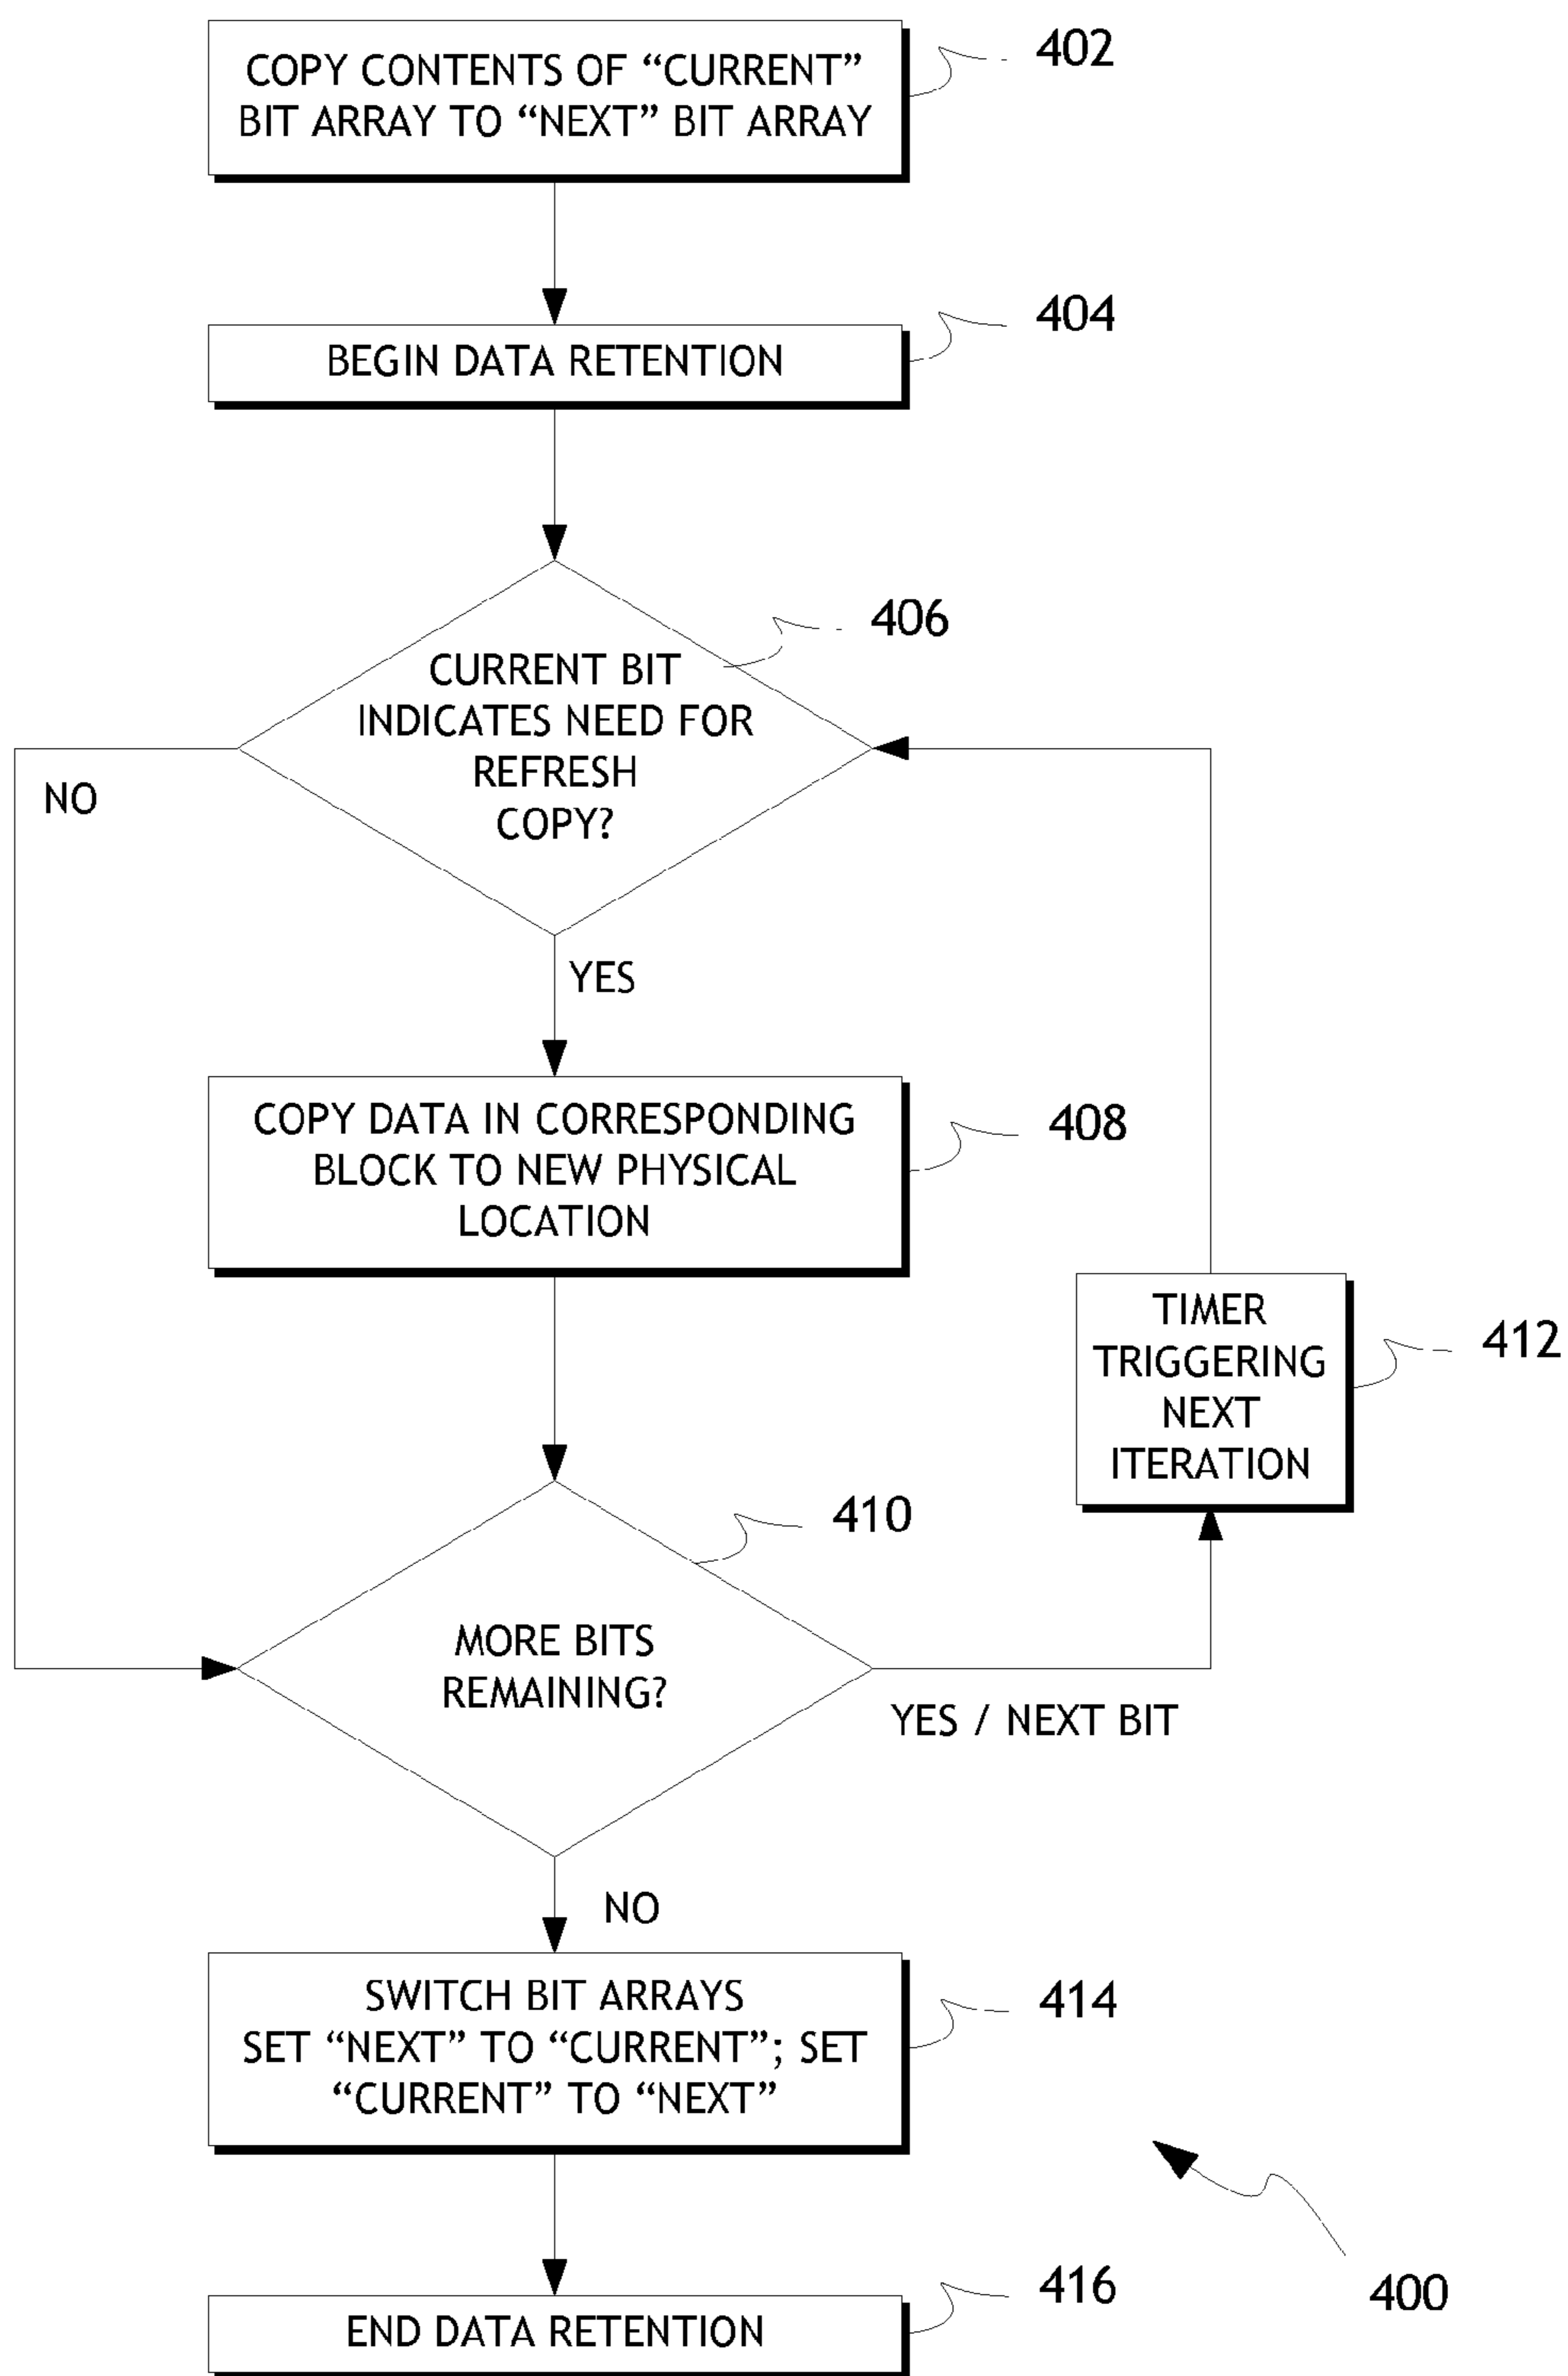 COPY CONTENTS OF “CURRENT”
BIT ARRAY TO “NEXT” BIT ARRAY
402
BEGIN DATA RETENTION
404
406
CURRENT BIT
INDICATES NEED FOR
REFRESH
COPY?
NO
YES
COPY DATA IN CORRESPONDING
BLOCK TO NEW PHYSICAL
LOCATION
408
TIMER
TRIGGERING
NEXT
ITERATION
412
410
MORE BITS
REMAINING?
YES / NEXT BIT
NO
SWITCH BIT ARRAYS
SET “NEXT” TO “CURRENT”; SET
“CURRENT” TO “NEXT”
414
END DATA RETENTION
416
400